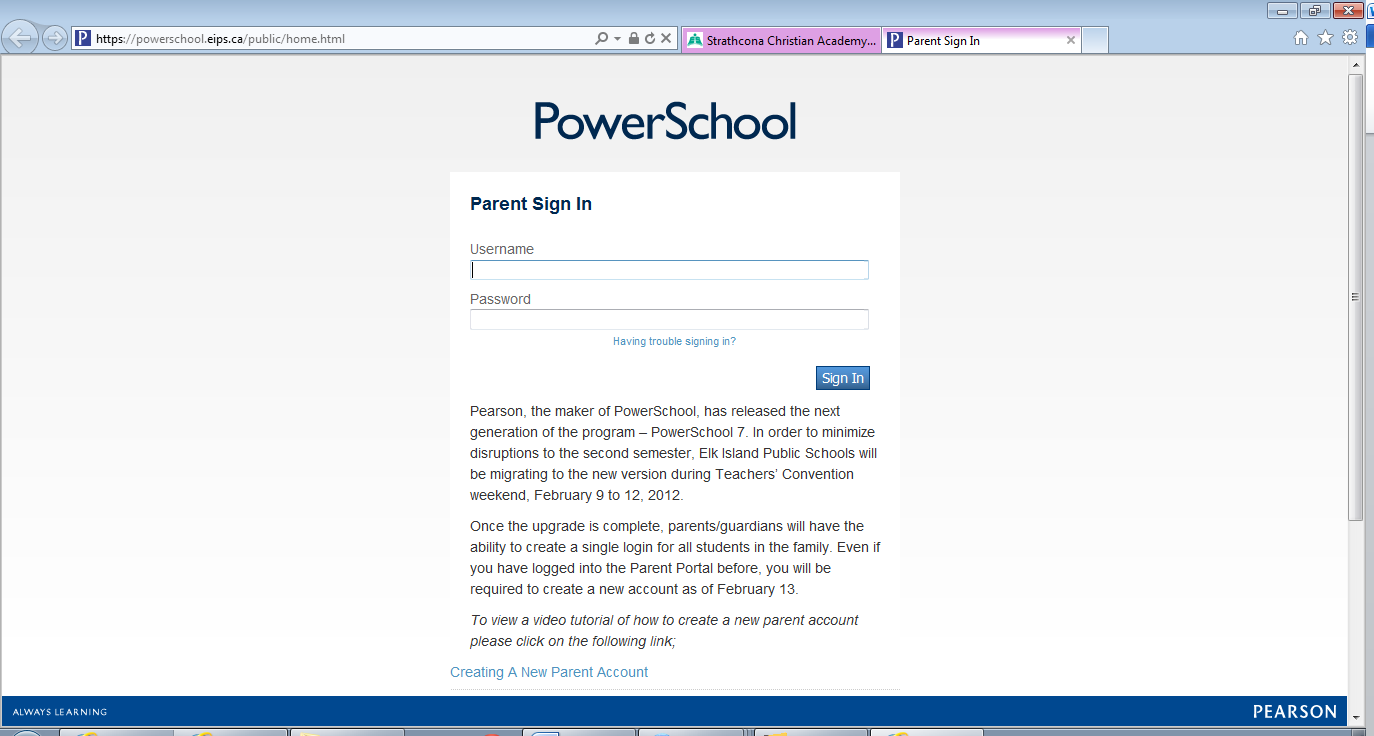 https://powerschool.eips.ca/public/home.html
Strathcona Christian Academy...
Parent Sign In
PowerSchool
Parent Sign In
Username
Password
Having trouble signing in?
Sign In
Pearson, the maker of PowerSchool, has released the next
generation of the program – PowerSchool 7. In order to minimize
disruptions to the second semester, Elk Island Public Schools will
be migrating to the new version during Teachers' Convention
weekend, February 9 to 12, 2012.
Once the upgrade is complete, parents/guardians will have the
ability to create a single login for all students in the family. Even if
you have logged into the Parent Portal before, you will be
required to create a new account as of February 13.
To view a video tutorial of how to create a new parent account
please click on the following link;
Creating A New Parent Account
ALWAYS LEARNING
PEARSON